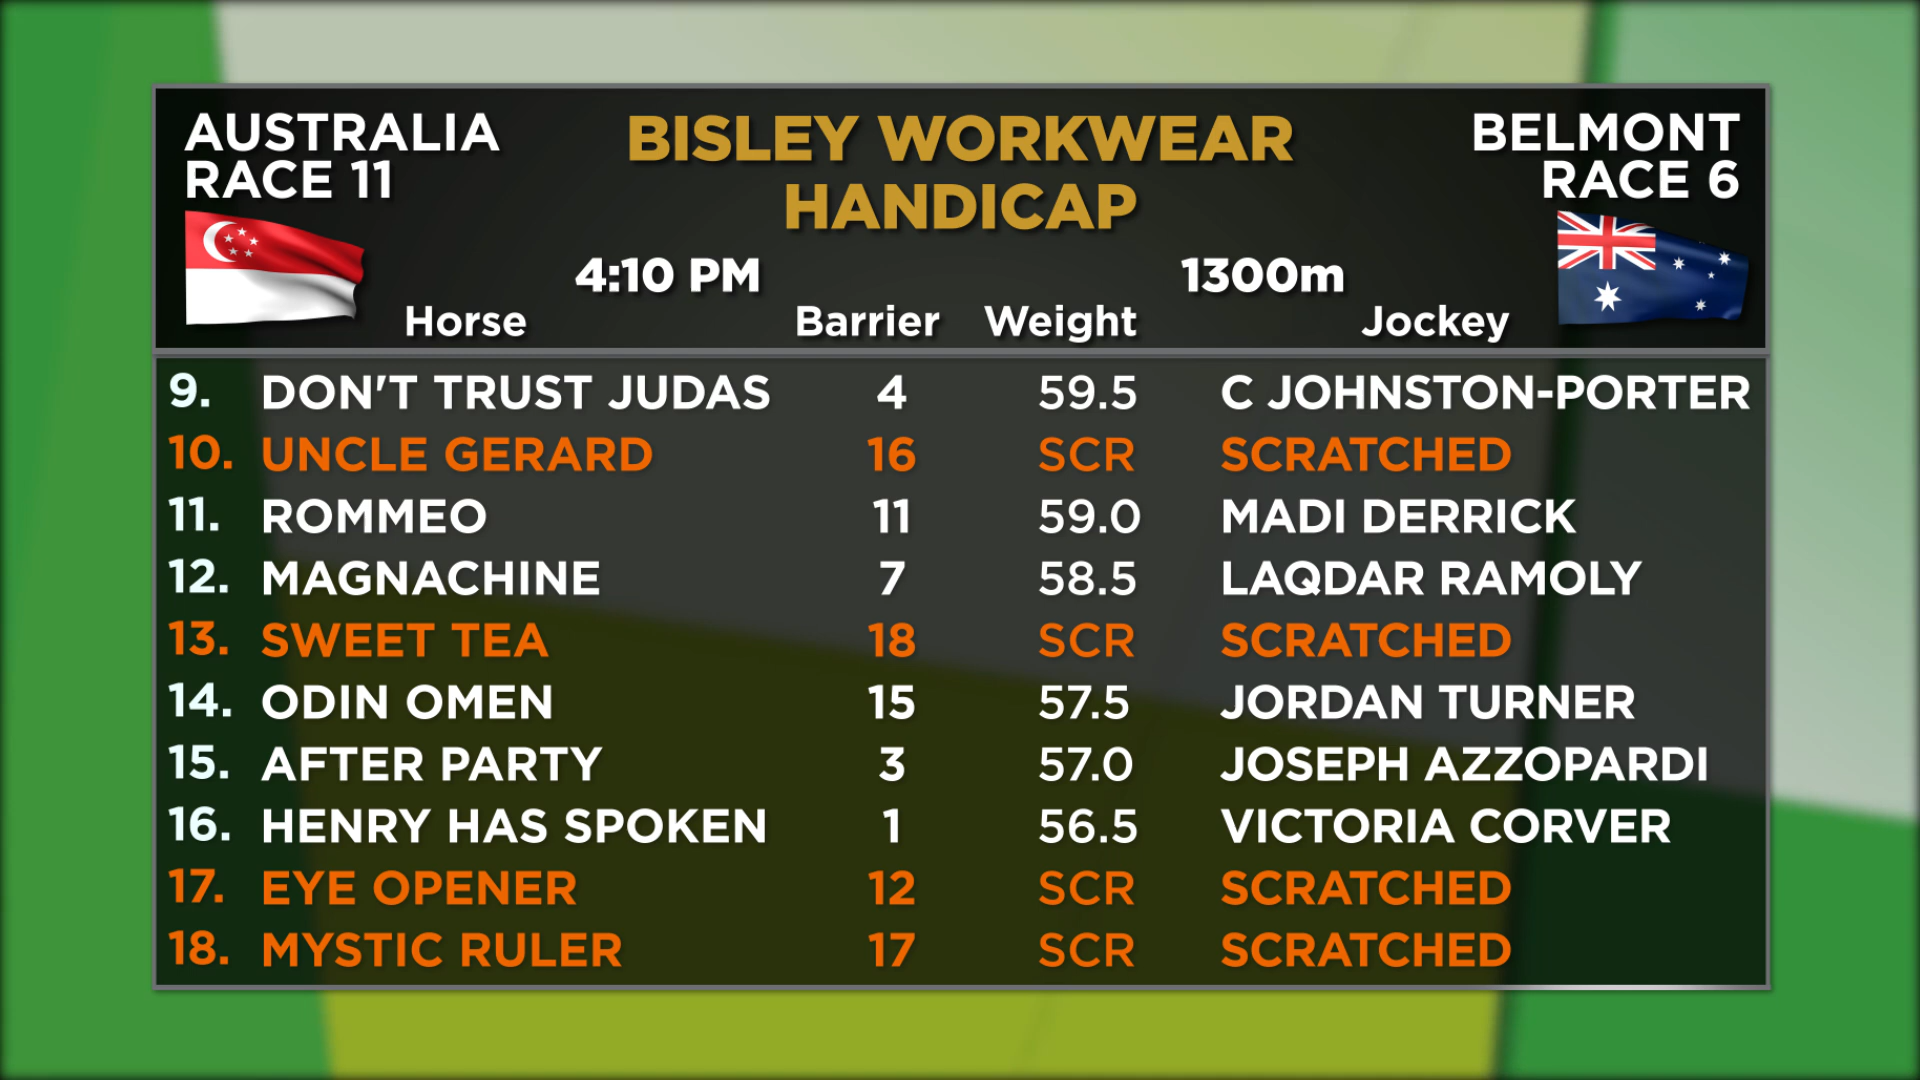 AUSTRALIA
RACE 11
BISLEY WORKWEAR
HANDICAP
BELMONT
RACE 6
4:10 PM 1300m
Horse Barrier Weight Jockey
9. DON'T TRUST JUDAS 4 59.5 C JOHNSTON-PORTER
10. UNCLE GERARD 16 SCR SCRATCHED
11. ROMMEO 11 59.0 MADI DERRICK
12. MAGNACHINE 7 58.5 LAQDAR RAMOLY
13. SWEET TEA 18 SCR SCRATCHED
14. ODIN OMEN 15 57.5 JORDAN TURNER
15. AFTER PARTY 3 57.0 JOSEPH AZZOPARDI
16. HENRY HAS SPOKEN 1 56.5 VICTORIA CORVER
17. EYE OPENER 12 SCR SCRATCHED
18. MYSTIC RULER 17 SCR SCRATCHED